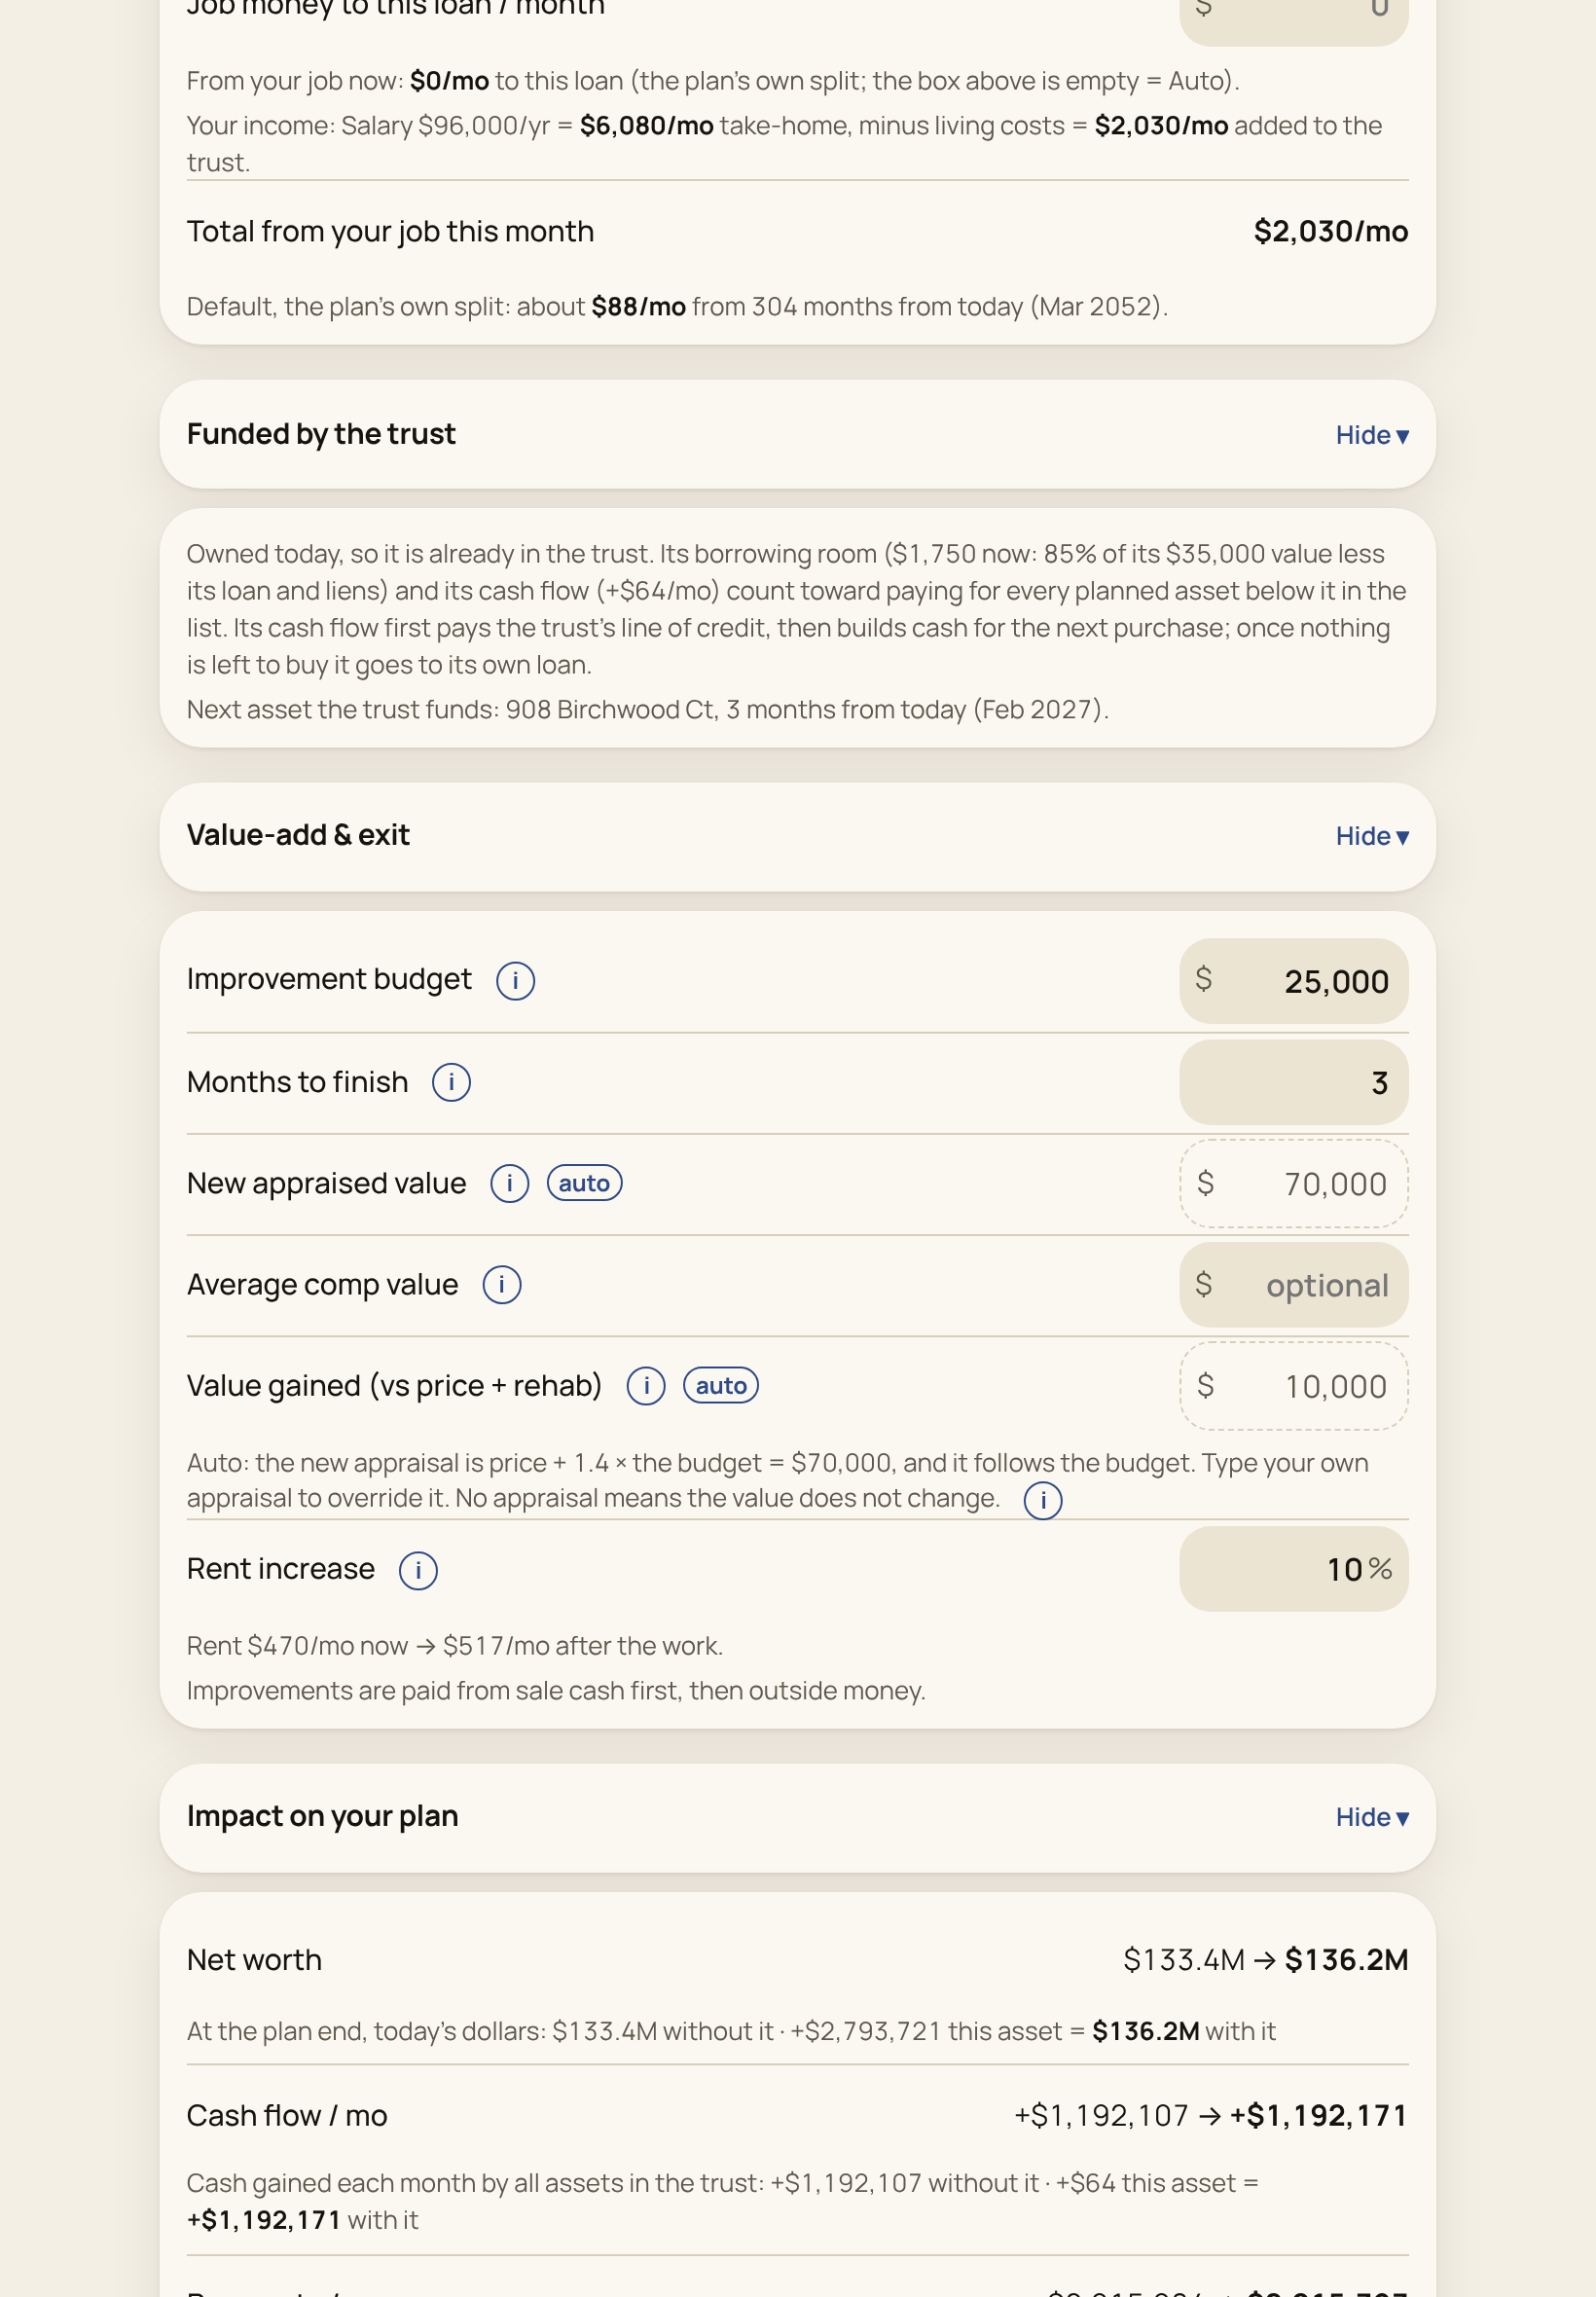 Job money to this loan / month
$ 0
From your job now: $0/mo to this loan (the plan's own split; the box above is empty = Auto).
Your income: Salary $96,000/yr = $6,080/mo take-home, minus living costs = $2,030/mo added to the
trust.
Total from your job this month $2,030/mo
Default, the plan's own split: about $88/mo from 304 months from today (Mar 2052).
Funded by the trust Hide ▾
Owned today, so it is already in the trust. Its borrowing room ($1,750 now: 85% of its $35,000 value less
its loan and liens) and its cash flow (+$64/mo) count toward paying for every planned asset below it in the
list. Its cash flow first pays the trust's line of credit, then builds cash for the next purchase; once nothing
is left to buy it goes to its own loan.
Next asset the trust funds: 908 Birchwood Ct, 3 months from today (Feb 2027).
Value-add & exit Hide ▾
Improvement budget i $ 25,000
Months to finish i 3
New appraised value i auto $ 70,000
Average comp value i $ optional
Value gained (vs price + rehab) i auto $ 10,000
Auto: the new appraisal is price + 1.4 × the budget = $70,000, and it follows the budget. Type your own
appraisal to override it. No appraisal means the value does not change. i
Rent increase i 10 %
Rent $470/mo now → $517/mo after the work.
Improvements are paid from sale cash first, then outside money.
Impact on your plan Hide ▾
Net worth $133.4M → $136.2M
At the plan end, today's dollars: $133.4M without it · +$2,793,721 this asset = $136.2M with it
Cash flow / mo +$1,192,107 → +$1,192,171
Cash gained each month by all assets in the trust: +$1,192,107 without it · +$64 this asset =
+$1,192,171 with it